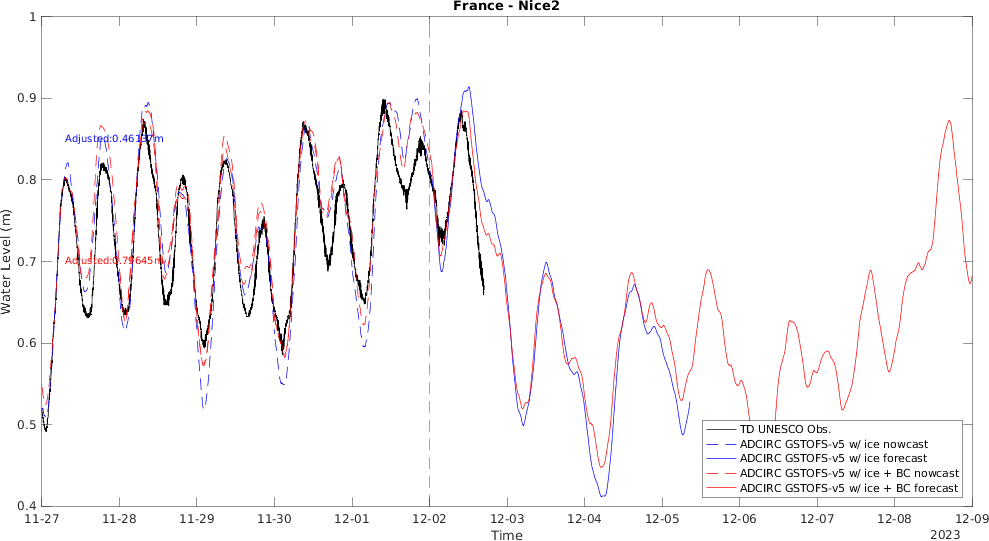 France - Nice2
Water Level (m)
1
0.9
0.8
0.7
0.6
0.5
0.4
Adjusted:0.46137m
Adjusted:0.79645m
TD UNESCO Obs.
ADCIRC GSTOFS-v5 w/ ice nowcast
ADCIRC GSTOFS-v5 w/ ice forecast
ADCIRC GSTOFS-v5 w/ ice + BC nowcast
ADCIRC GSTOFS-v5 w/ ice + BC forecast
11-27 11-28 11-29 11-30 12-01 12-02 12-03 12-04 12-05 12-06 12-07 12-08 12-09
Time
2023